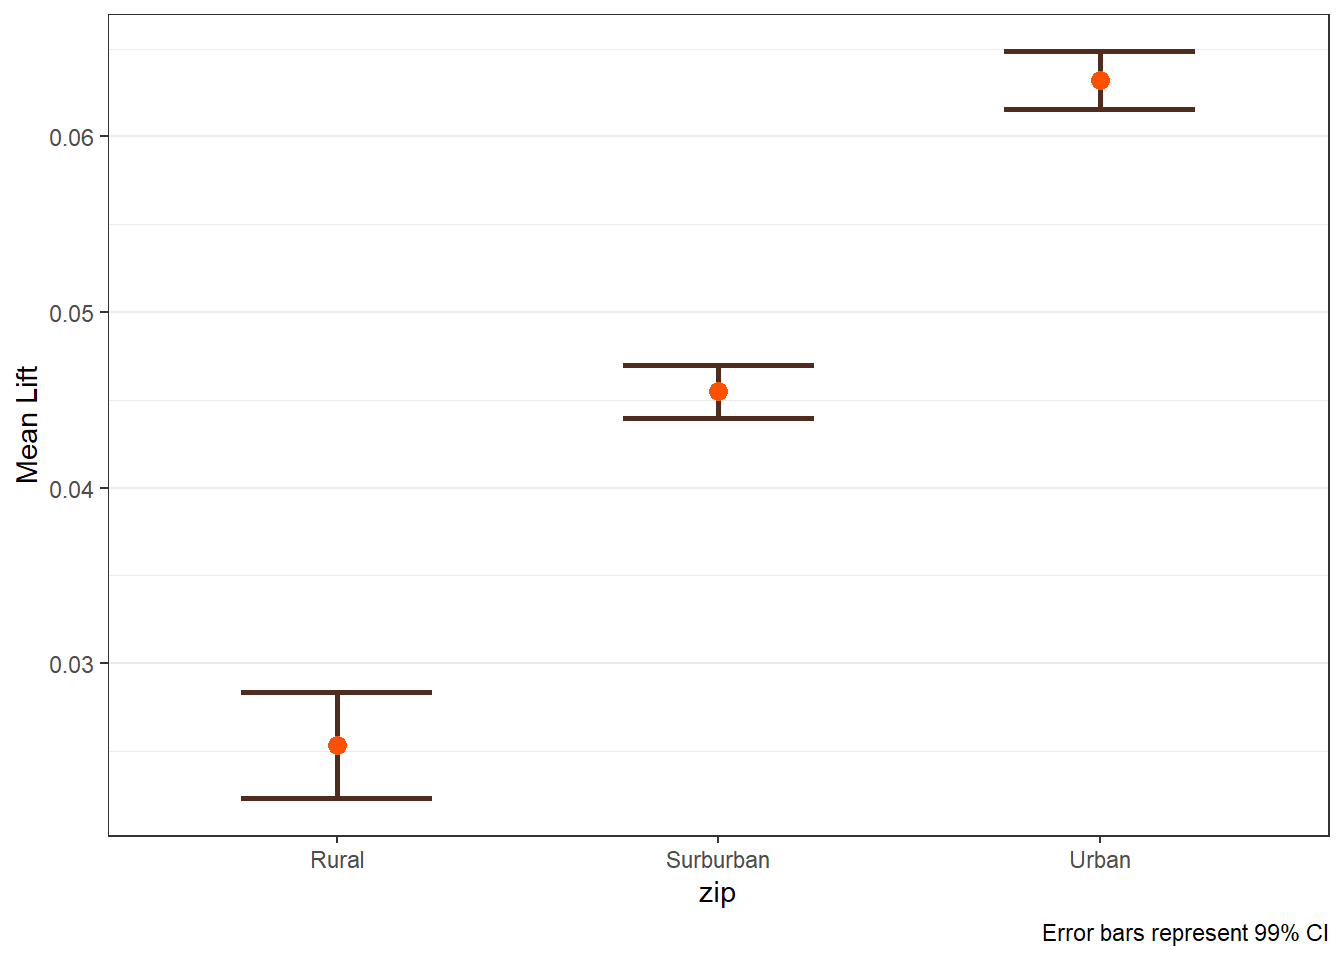 Mean Lift
0.06
0.05
0.04
0.03
Rural Surburban Urban
zip
Error bars represent 99% CI